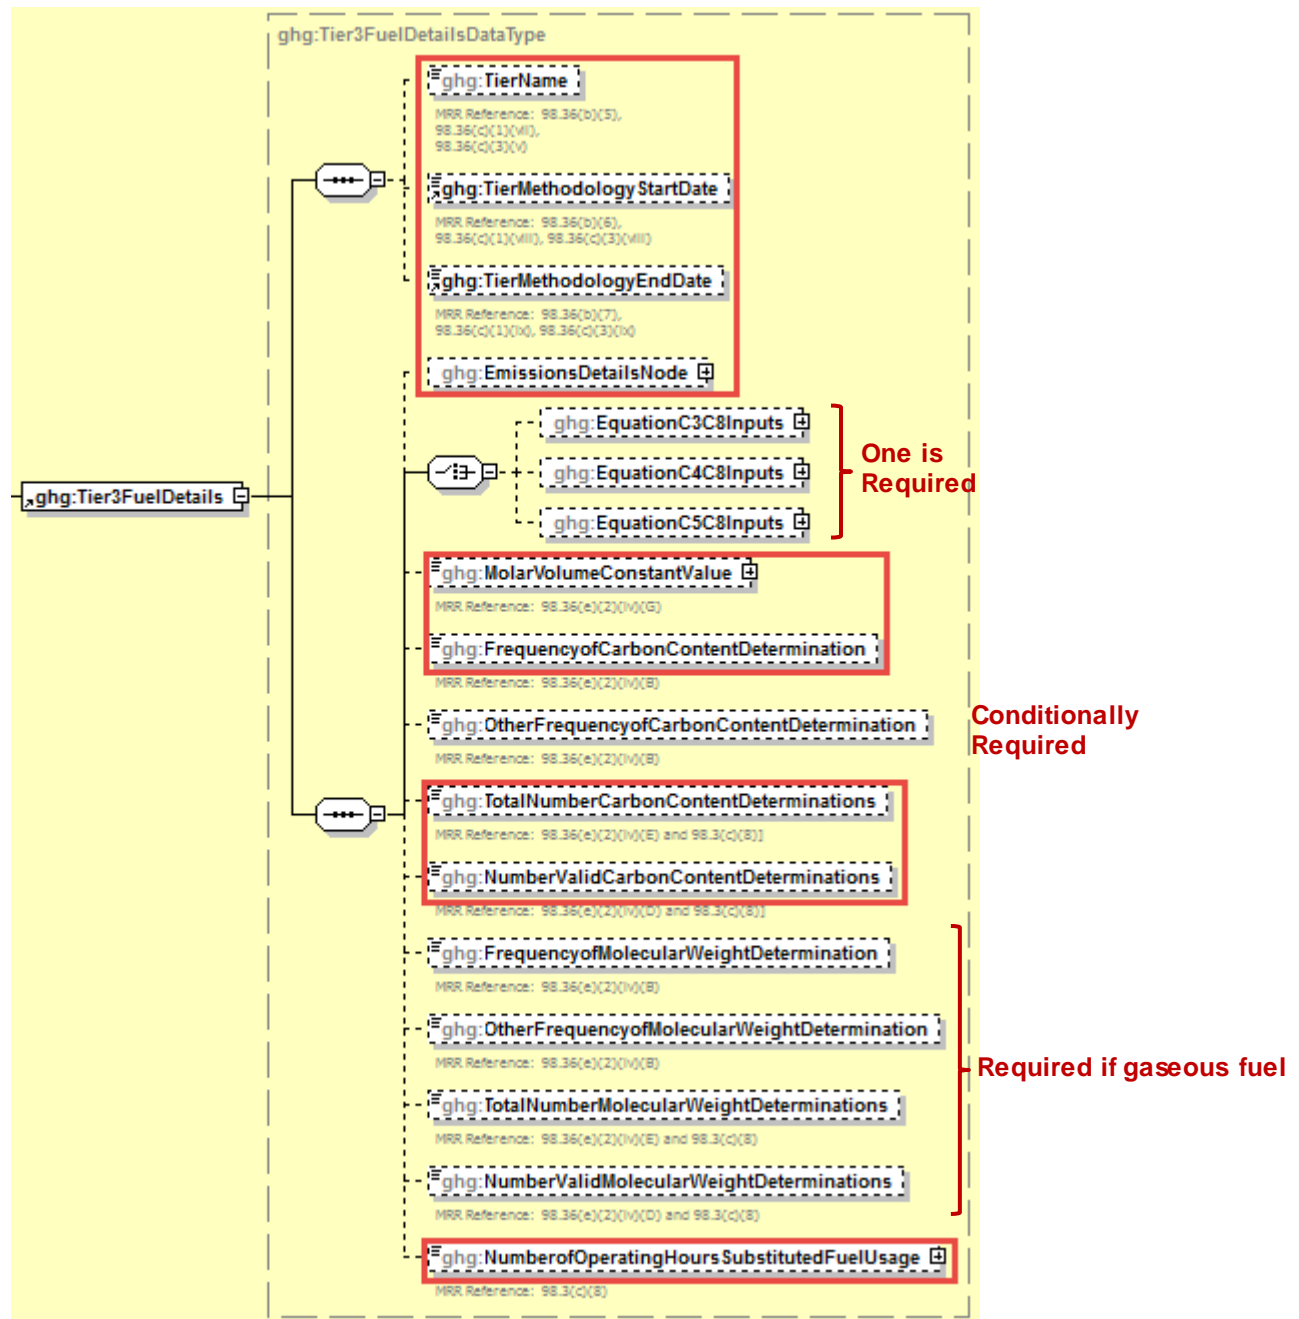 ghg:Tier3FuelDetailsDataType
ghg:TierName
MRR Reference: 98.36(b)(5),
98.36(c)(1)(vii),
98.36(c)(3)(v)
ghg:TierMethodologyStartDate
MRR Reference: 98.36(b)(6),
98.36(c)(1)(viii), 98.36(c)(3)(viii)
ghg:TierMethodologyEndDate
MRR Reference: 98.36(b)(7),
98.36(c)(1)(ix), 98.36(c)(3)(ix)
ghg:EmissionsDetailsNode
ghg:EquationC3C8Inputs
ghg:EquationC4C8Inputs
ghg:EquationC5C8Inputs
One is
Required
ghg:Tier3FuelDetails
ghg:MolarVolumeConstantValue
MRR Reference: 98.36(e)(2)(iv)(G)
ghg:FrequencyofCarbonContentDetermination
MRR Reference: 98.36(e)(2)(iv)(B)
ghg:OtherFrequencyofCarbonContentDetermination
MRR Reference: 98.36(e)(2)(iv)(B)
Conditionally
Required
ghg:TotalNumberCarbonContentDeterminations
MRR Reference: 98.36(e)(2)(iv)(E) and 98.3(c)(8)]
ghg:NumberValidCarbonContentDeterminations
MRR Reference: 98.36(e)(2)(iv)(D) and 98.3(c)(8)]
ghg:FrequencyofMolecularWeightDetermination
MRR Reference: 98.36(e)(2)(iv)(B)
ghg:OtherFrequencyofMolecularWeightDetermination
MRR Reference: 98.36(e)(2)(iv)(B)
Required if gaseous fuel
ghg:TotalNumberMolecularWeightDeterminations
MRR Reference: 98.36(e)(2)(iv)(E) and 98.3(c)(8)
ghg:NumberValidMolecularWeightDeterminations
MRR Reference: 98.36(e)(2)(iv)(D) and 98.3(c)(8)
ghg:NumberofOperatingHoursSubstitutedFuelUsage
MRR Reference: 98.3(c)(8)